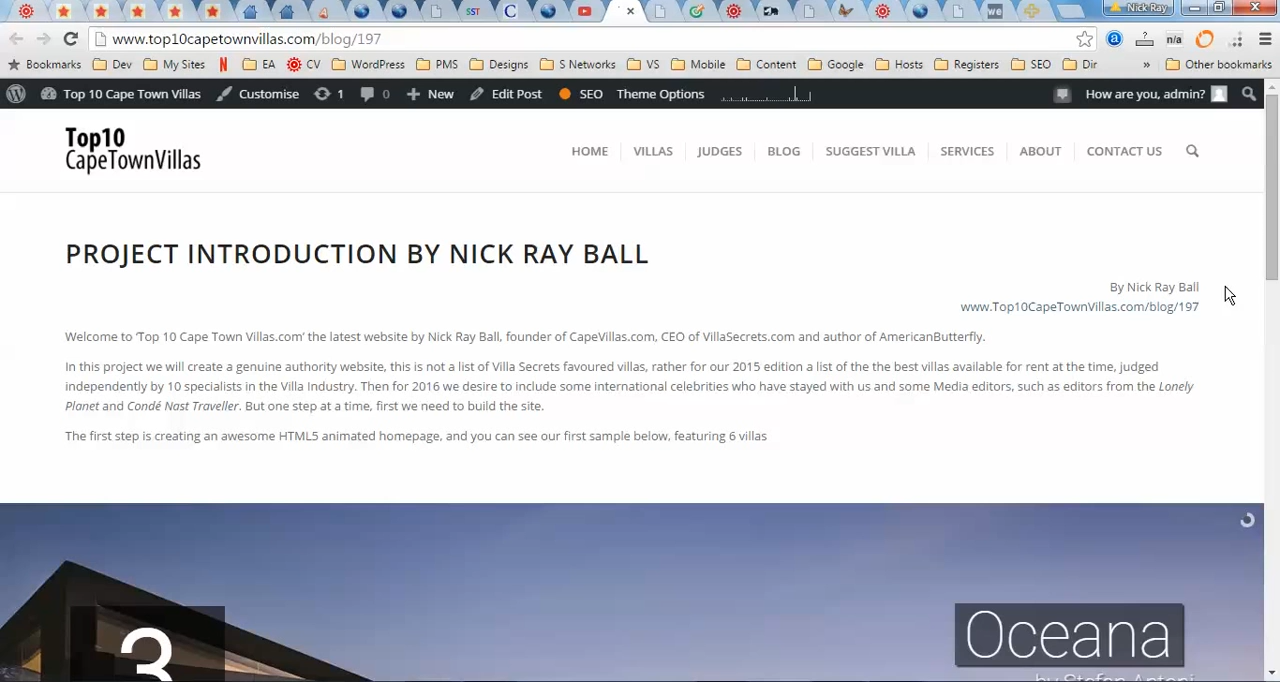 SST
we
Nick Ray
www.top10capetownvillas.com/blog/197
n/a
Bookmarks Dev My Sites EA CV WordPress PMS Designs S Networks VS Mobile Content Google Hosts Registers SEO Dir » Other bookmarks
Top 10 Cape Town Villas Customise 1 0 New Edit Post SEO Theme Options How are you, admin?
Top10
CapeTownVillas
HOME VILLAS JUDGES BLOG SUGGEST VILLA SERVICES ABOUT CONTACT US
PROJECT INTRODUCTION BY NICK RAY BALL
By Nick Ray Ball
www.Top10CapeTownVillas.com/blog/197
Welcome to ‘Top 10 Cape Town Villas.com’ the latest website by Nick Ray Ball, founder of CapeVillas.com, CEO of VillaSecrets.com and author of AmericanButterfly.
In this project we will create a genuine authority website, this is not a list of Villa Secrets favoured villas, rather for our 2015 edition a list of the the best villas available for rent at the time, judged
independently by 10 specialists in the Villa Industry. Then for 2016 we desire to include some international celebrities who have stayed with us and some Media editors, such as editors from the Lonely
Planet and Condé Nast Traveller. But one step at a time, first we need to build the site.
The first step is creating an awesome HTML5 animated homepage, and you can see our first sample below, featuring 6 villas
3
Oceana
by Stefan Antoni